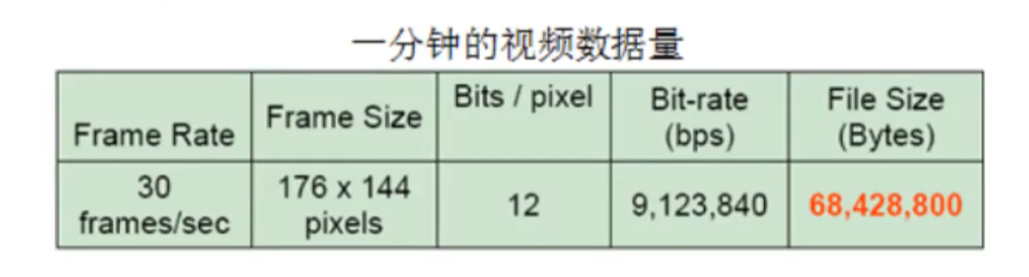 一分钟的视频数据量
Frame Rate
Frame Size
Bits / pixel
Bit-rate
(bps)
File Size
(Bytes)
30
frames/sec
176 x 144
pixels
12
9,123,840
68,428,800